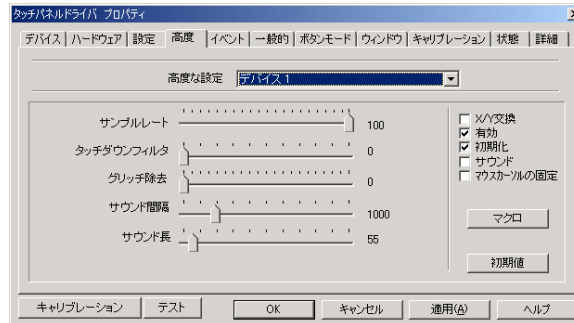 タッチパネルドライバ プロパティ
デバイス ハードウェア 設定 高度 イベント 一般的 ボタンモード ウィンドウ キャリブレーション 状態 詳細
高度な設定 デバイス 1
サンプルレート 100
X/Y交換
有効
タッチダウンフィルタ 0
初期化
サウンド
グリッチ除去 0
マウスカーソルの固定
サウンド間隔 1000
マクロ
サウンド長 55
初期値
キャリブレーション テスト OK キャンセル 適用(A) ヘルプ